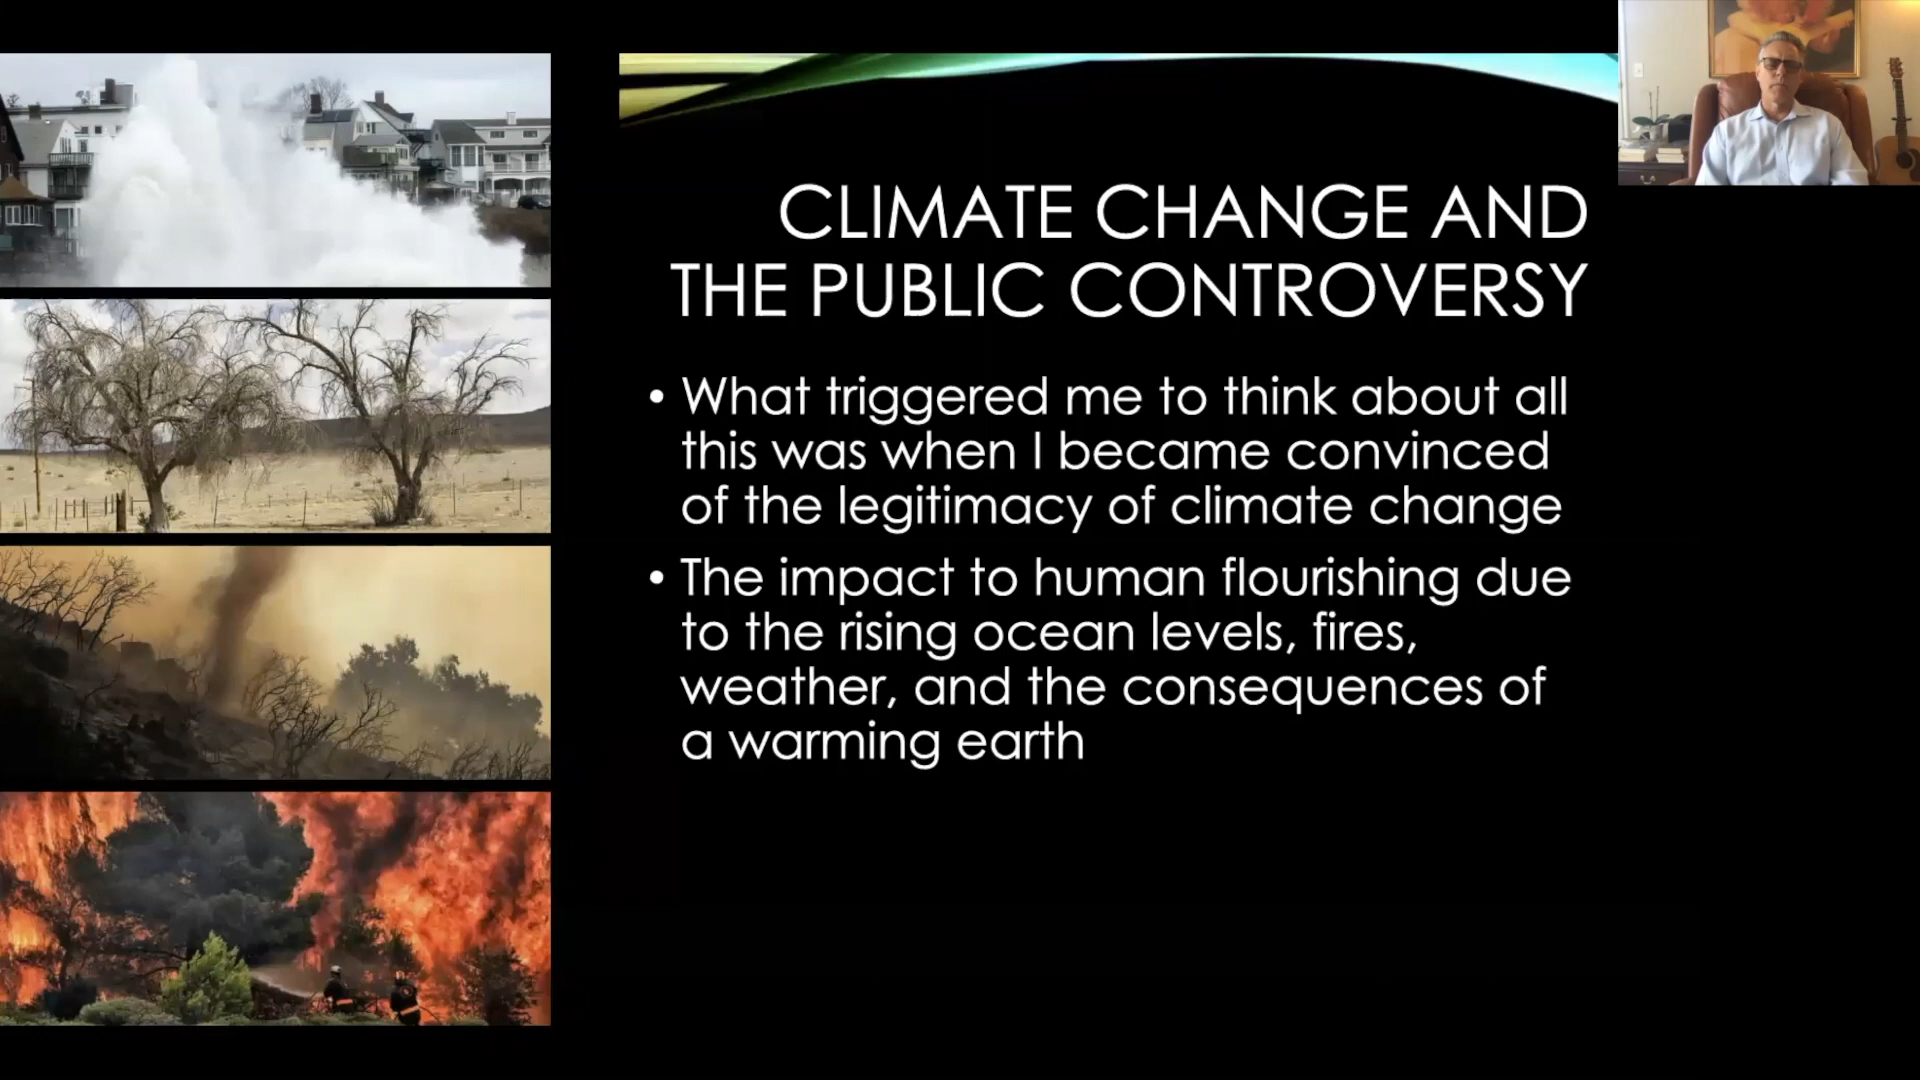 CLIMATE CHANGE AND
THE PUBLIC CONTROVERSY
• What triggered me to think about all
this was when I became convinced
of the legitimacy of climate change
• The impact to human flourishing due
to the rising ocean levels, fires,
weather, and the consequences of
a warming earth